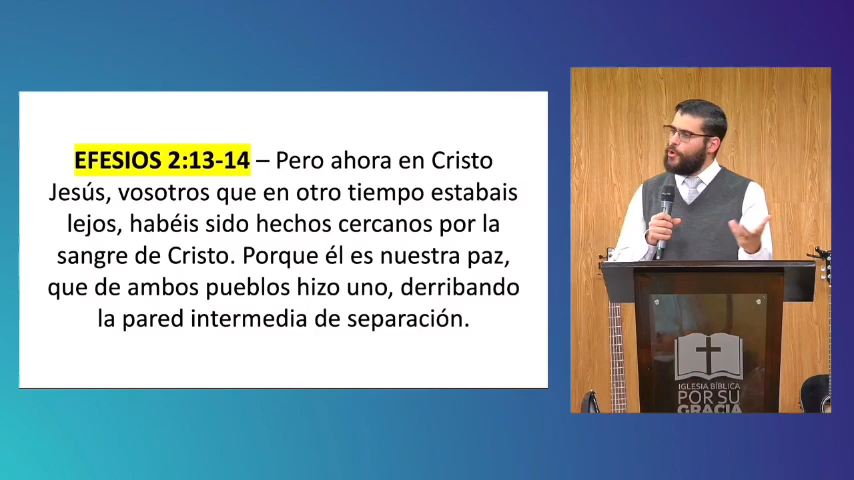 EFESIOS 2:13-14 – Pero ahora en Cristo
Jesús, vosotros que en otro tiempo estabais
lejos, habéis sido hechos cercanos por la
sangre de Cristo. Porque él es nuestra paz,
que de ambos pueblos hizo uno, derribando
la pared intermedia de separación.
IGLESIA BÍBLICA
POR SU
GRACIA